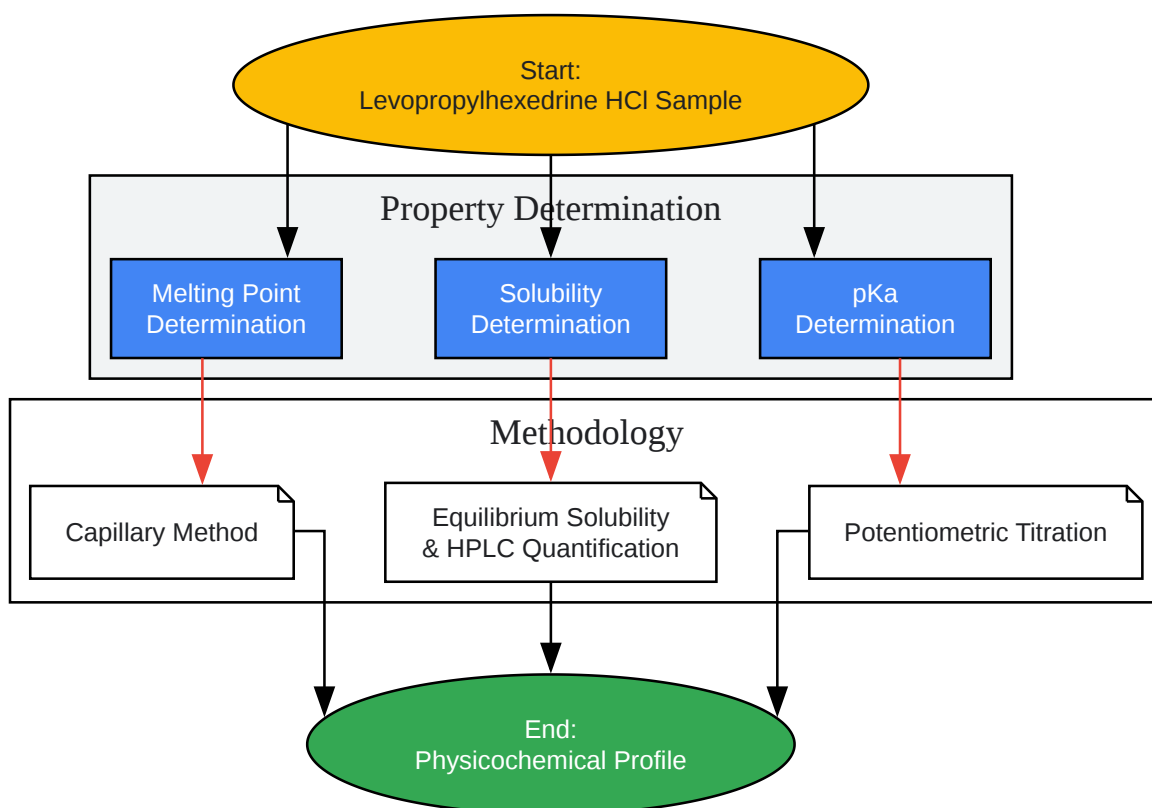 Start:
Levopropylhexedrine HCl Sample
Property Determination
Melting Point
Determination
Solubility
Determination
pKa
Determination
Methodology
Capillary Method
Equilibrium Solubility
& HPLC Quantification
Potentiometric Titration
End:
Physicochemical Profile